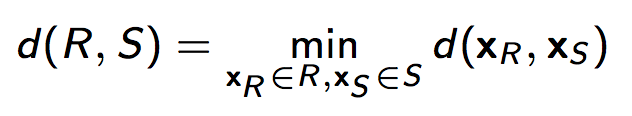 d(R, S) = min d(x_R, x_S)
x_R∈R,x_S∈S